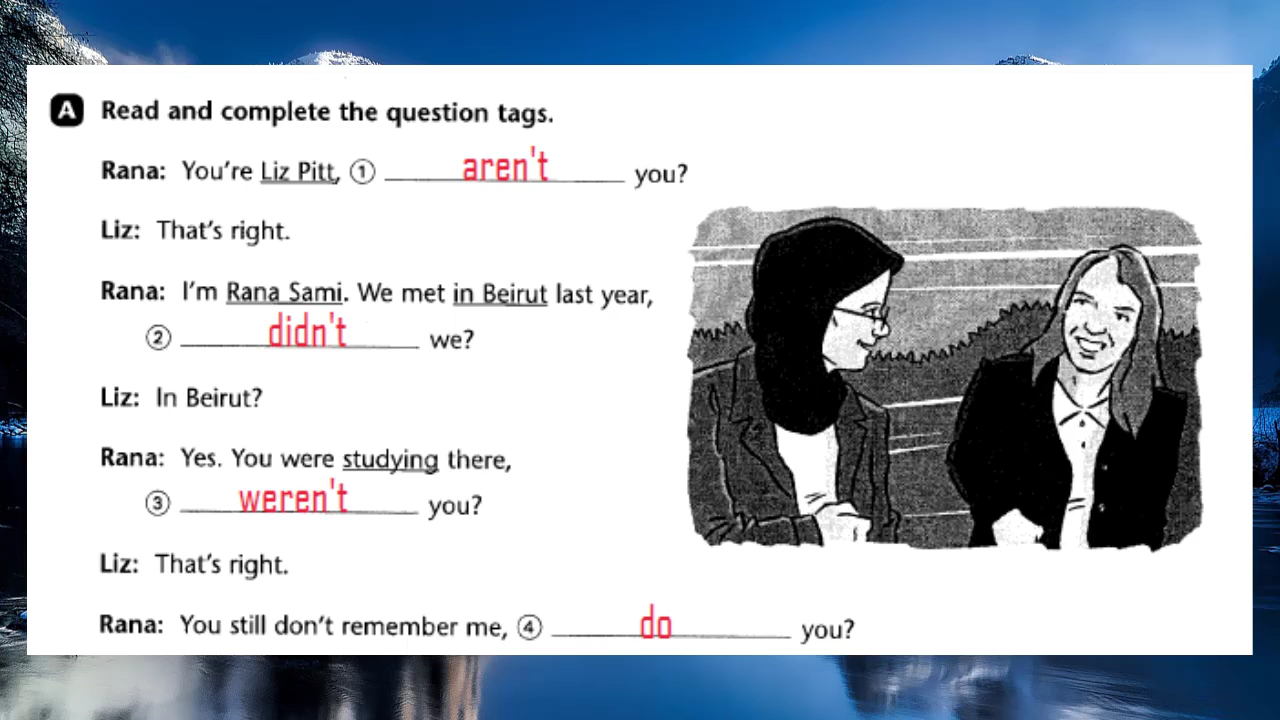 A Read and complete the question tags.
Rana: You're Liz Pitt, ① aren't you?
Liz: That's right.
Rana: I'm Rana Sami. We met in Beirut last year,
② didn't we?
Liz: In Beirut?
Rana: Yes. You were studying there,
③ weren't you?
Liz: That's right.
Rana: You still don't remember me, ④ do you?